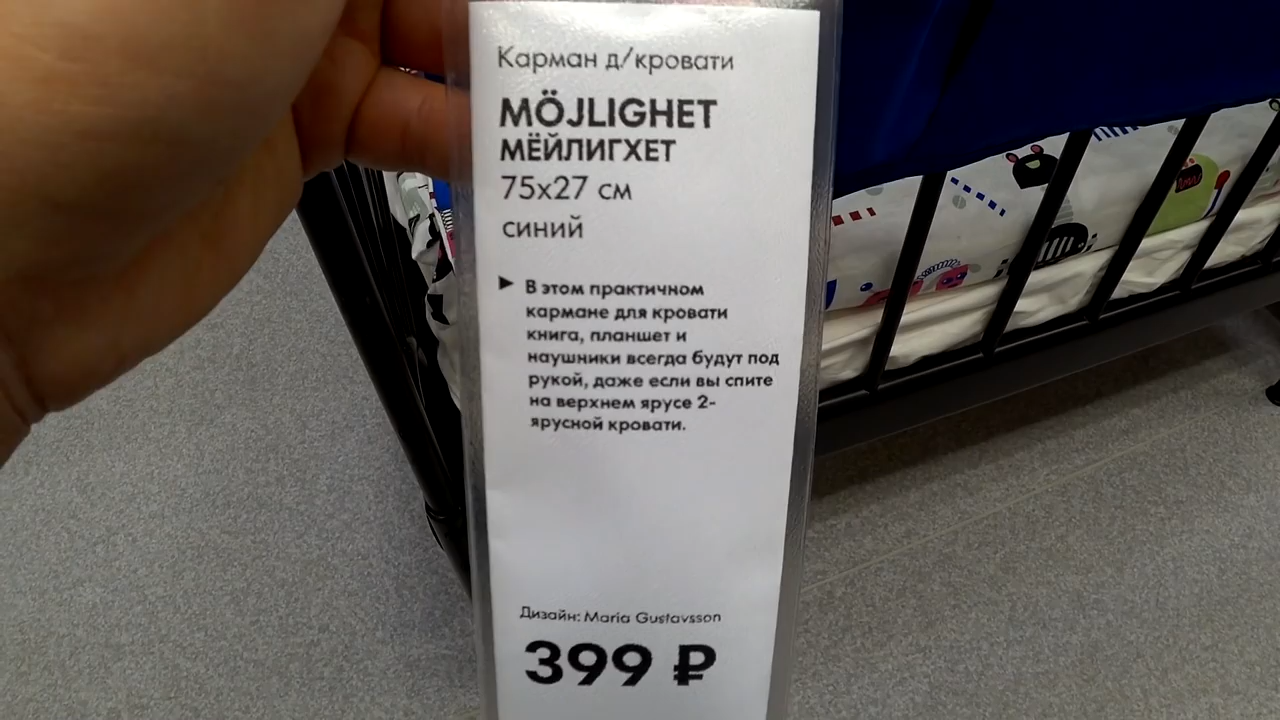 Карман д/кровати
MÖJLIGHET
МЁЙЛИГХЕТ
75x27 см
синий
► В этом практичном
кармане для кровати
книга, планшет и
наушники всегда будут под
рукой, даже если вы спите
на верхнем ярусе 2-
ярусной кровати.
Дизайн: Maria Gustavsson
399 ₽